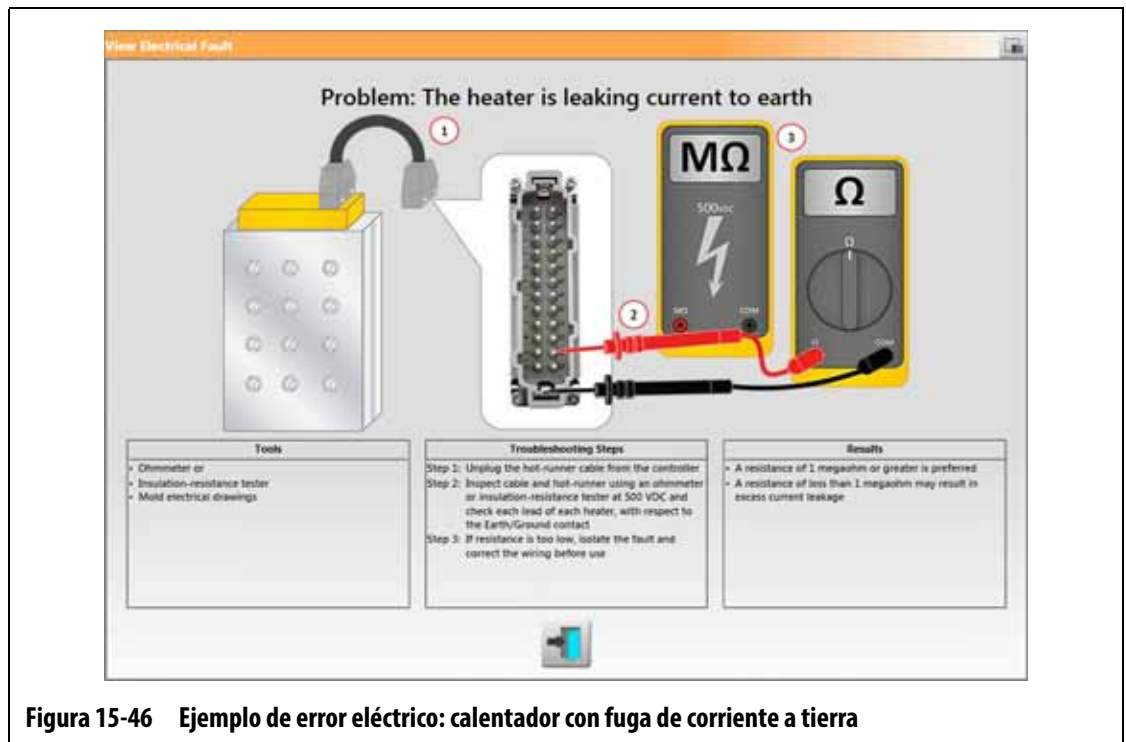 View Electrical Fault
Problem: The heater is leaking current to earth
1
3
MΩ
Ω
500VDC
Ω
2
MΩ
COM
Ω
COM
Tools
• Ohmmeter or
• Insulation-resistance tester
• Mold electrical drawings
Troubleshooting Steps
Step 1: Unplug the hot-runner cable from the controller
Step 2: Inspect cable and hot-runner using an ohmmeter
or insulation-resistance tester at 500 VDC and
check each lead of each heater, with respect to
the Earth/Ground contact
Step 3: If resistance is too low, isolate the fault and
correct the wiring before use
Results
• A resistance of 1 megaohm or greater is preferred
• A resistance of less than 1 megaohm may result in
excess current leakage
Figura 15-46 Ejemplo de error eléctrico: calentador con fuga de corriente a tierra